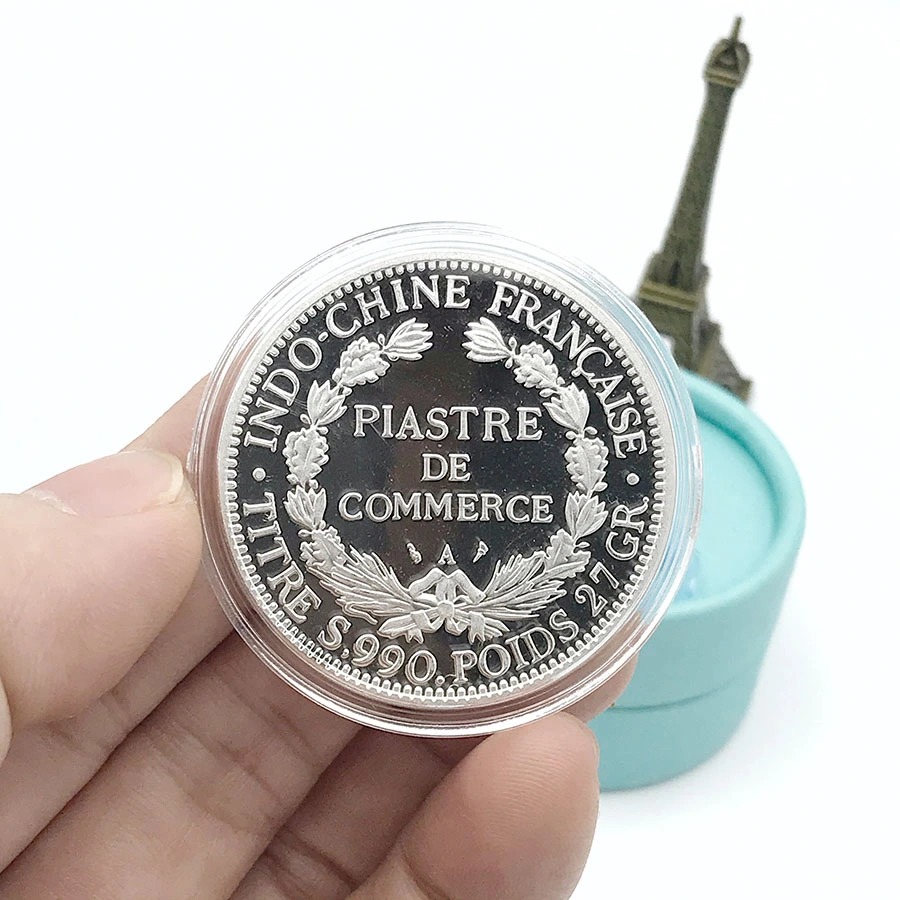 INDO-CHINE FRANÇAISE
PIASTRE
DE
COMMERCE
A
· TITRE S,990. POIDS 27 GR. ·